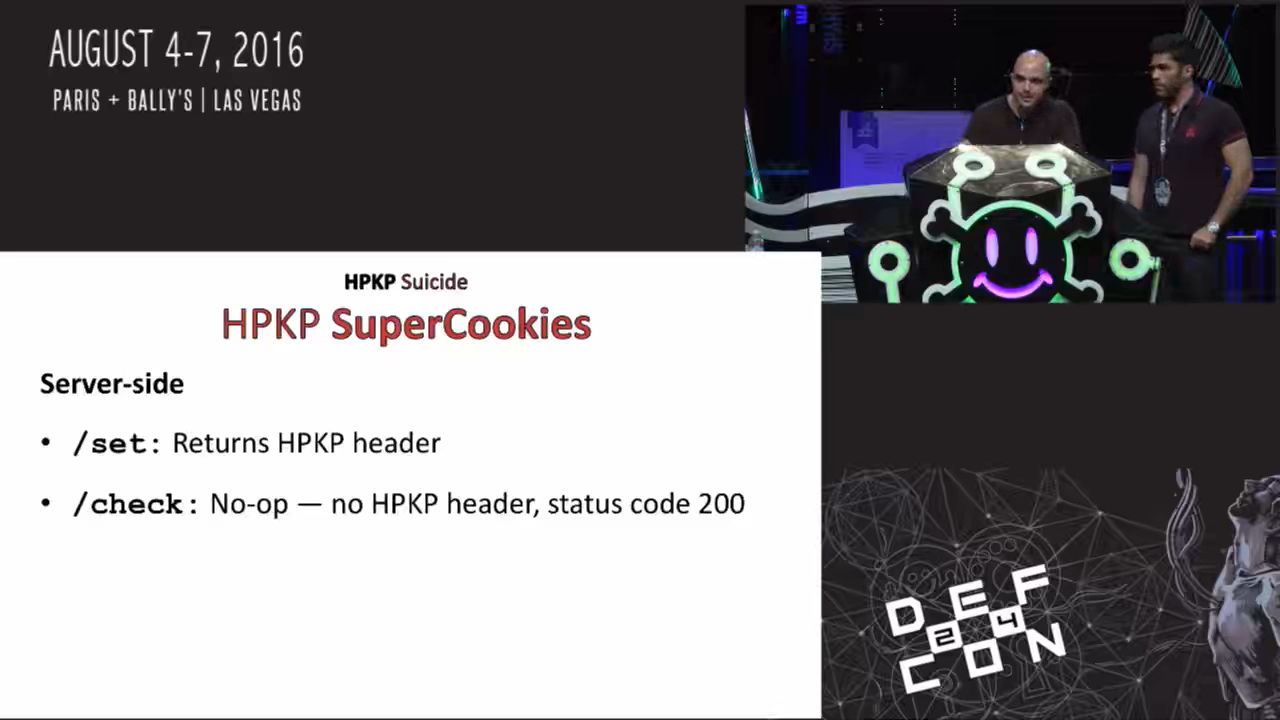 AUGUST 4-7, 2016
PARIS + BALLY'S | LAS VEGAS
HPKP Suicide
HPKP SuperCookies
Server-side
• /set: Returns HPKP header
• /check: No-op — no HPKP header, status code 200
DEF
24
CON